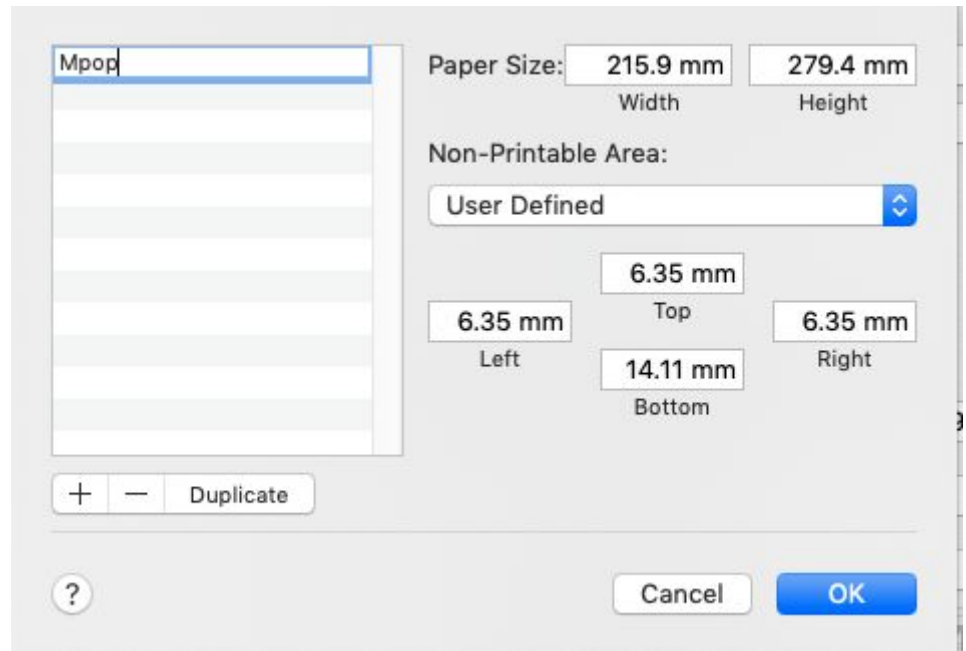 Mpop
Paper Size: 215.9 mm 279.4 mm
Width Height
Non-Printable Area:
User Defined
6.35 mm
Top
6.35 mm 6.35 mm
Left Right
14.11 mm
Bottom
+ − Duplicate
? Cancel OK